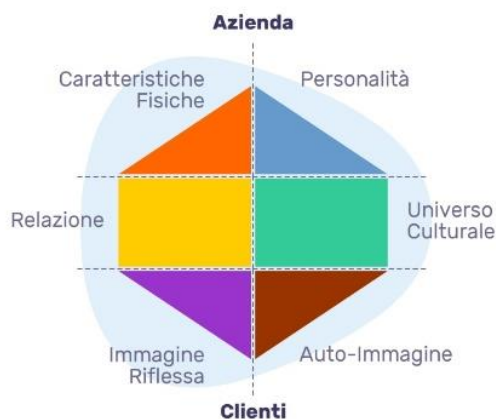 Azienda
Caratteristiche
Fisiche
Personalità
Relazione
Universo
Culturale
Immagine
Riflessa
Auto-Immagine
Clienti